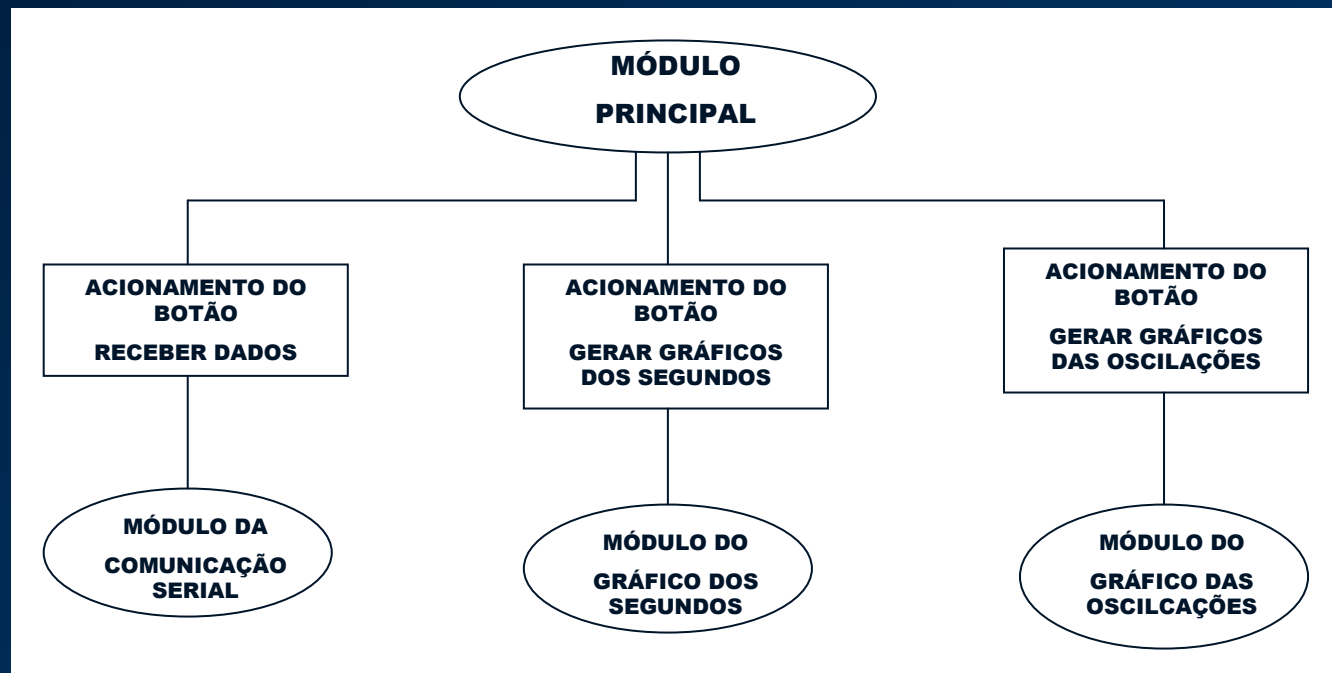 MÓDULO
PRINCIPAL
ACIONAMENTO DO
BOTÃO
RECEBER DADOS
ACIONAMENTO DO
BOTÃO
GERAR GRÁFICOS
DOS SEGUNDOS
ACIONAMENTO DO
BOTÃO
GERAR GRÁFICOS
DAS OSCILAÇÕES
MÓDULO DA
COMUNICAÇÃO
SERIAL
MÓDULO DO
GRÁFICO DOS
SEGUNDOS
MÓDULO DO
GRÁFICO DAS
OSCILCAÇÕES